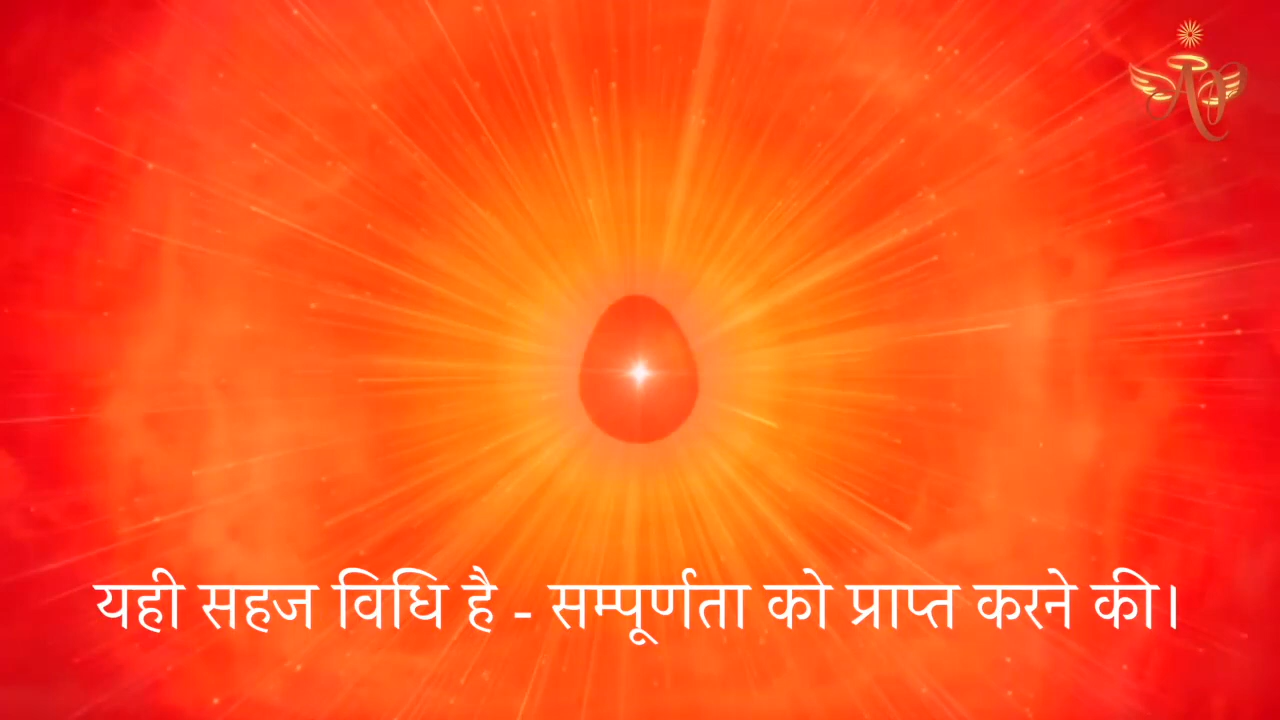 यही सहज विधि है - सम्पूर्णता को प्राप्त करने की।